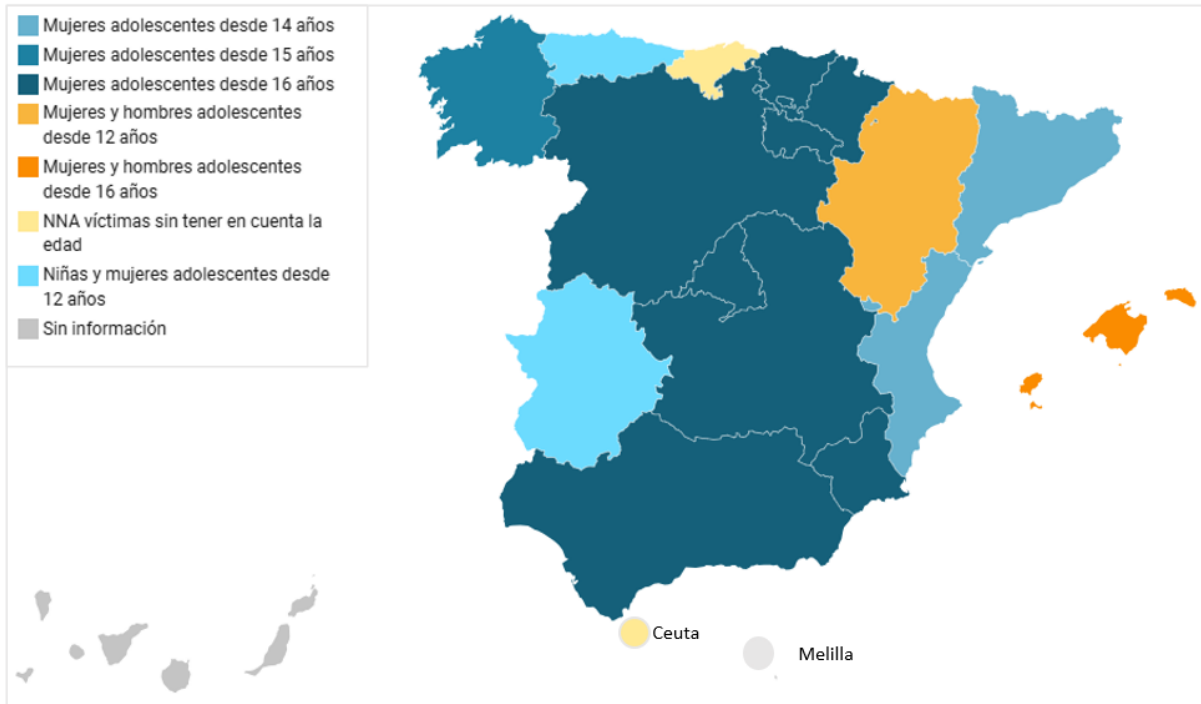 Mujeres adolescentes desde 14 años
Mujeres adolescentes desde 15 años
Mujeres adolescentes desde 16 años
Mujeres y hombres adolescentes
desde 12 años
Mujeres y hombres adolescentes
desde 16 años
NNA víctimas sin tener en cuenta la
edad
Niñas y mujeres adolescentes desde
12 años
Sin información
Ceuta
Melilla